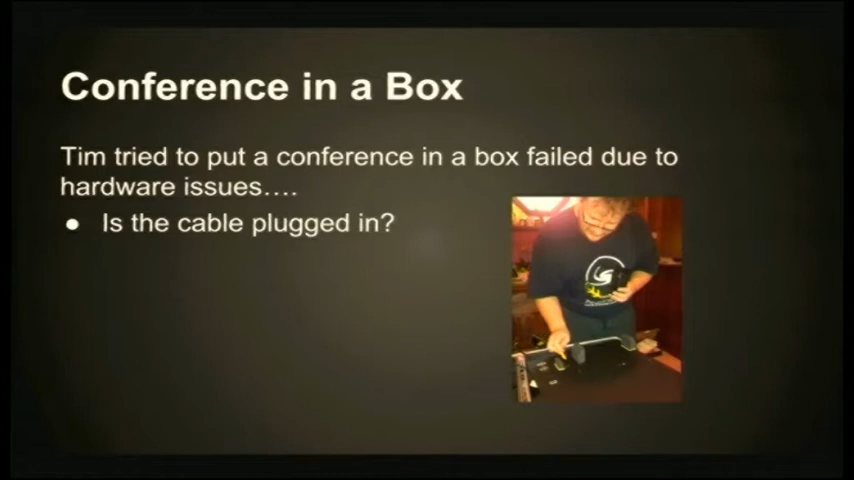 Conference in a Box
Tim tried to put a conference in a box failed due to
hardware issues....
● Is the cable plugged in?